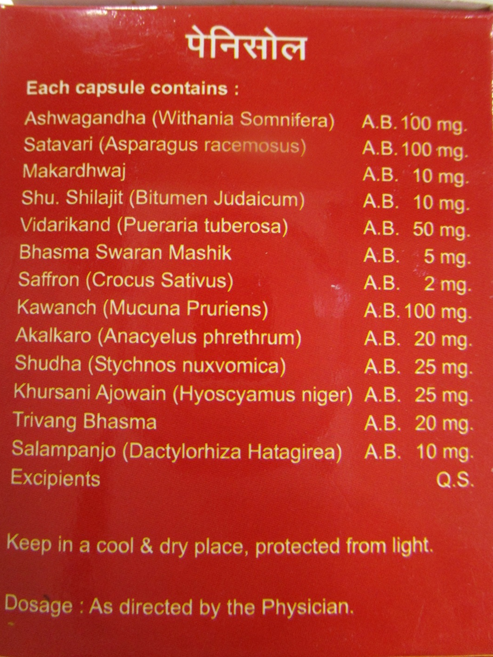 पेनिसोल
Each capsule contains :
Ashwagandha (Withania Somnifera) A.B. 100 mg.
Satavari (Asparagus racemosus) A.B. 100 mg.
Makardhwaj A.B. 10 mg.
Shu. Shilajit (Bitumen Judaicum) A.B. 10 mg.
Vidarikand (Pueraria tuberosa) A.B. 50 mg.
Bhasma Swaran Mashik A.B. 5 mg.
Saffron (Crocus Sativus) A.B. 2 mg.
Kawanch (Mucuna Pruriens) A.B. 100 mg.
Akalkaro (Anacyelus phrethrum) A.B. 20 mg.
Shudha (Stychnos nuxvomica) A.B. 25 mg.
Khursani Ajowain (Hyoscyamus niger) A.B. 25 mg.
Trivang Bhasma A.B. 20 mg.
Salampanjo (Dactylorhiza Hatagirea) A.B. 10 mg.
Excipients Q.S.
Keep in a cool & dry place, protected from light.
Dosage : As directed by the Physician.